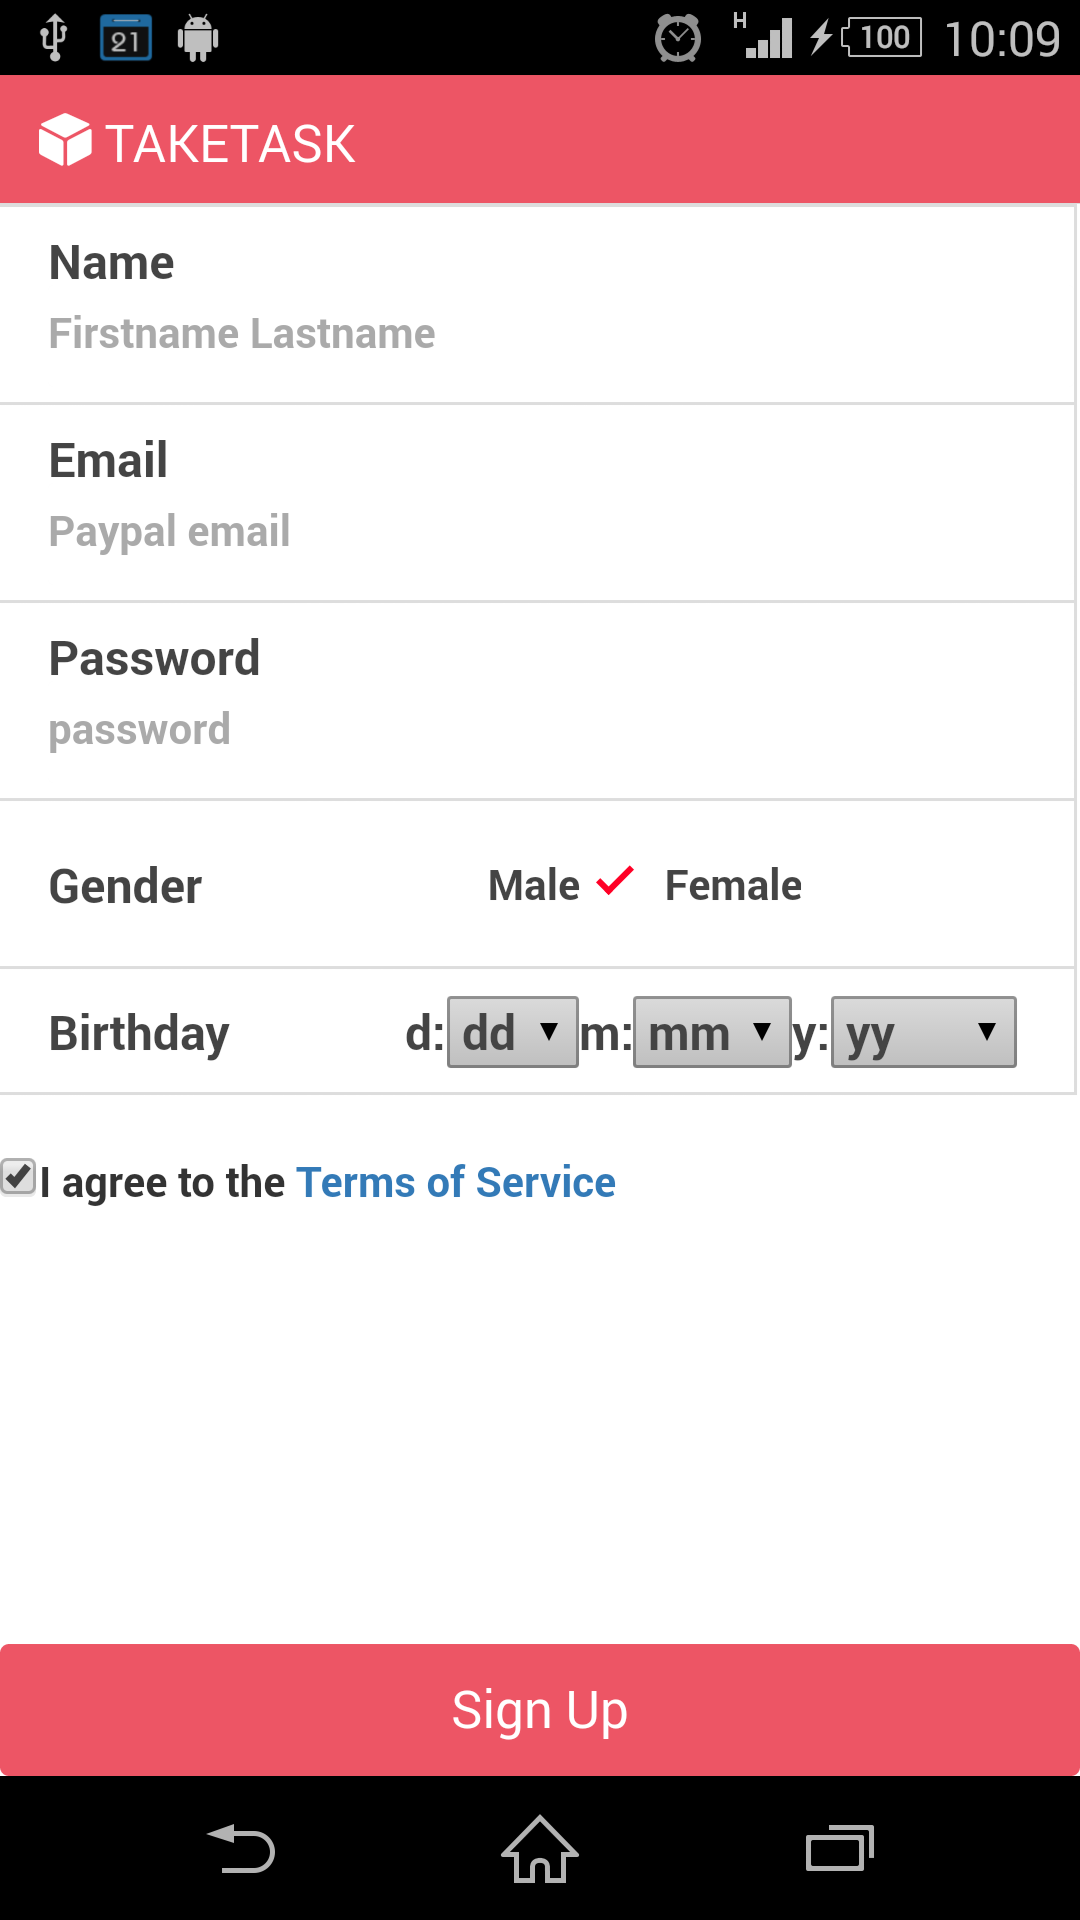 21 H 100 10:09
TAKETASK
Name
Firstname Lastname
Email
Paypal email
Password
password
Gender Male Female
Birthday d: dd m: mm y: yy
I agree to the Terms of Service
Sign Up